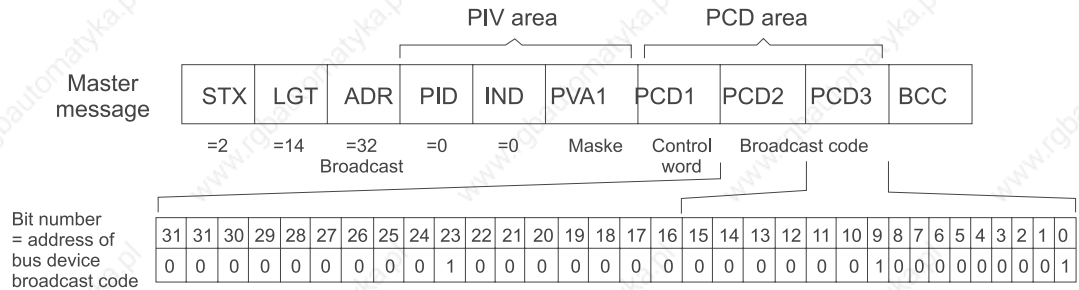 PIV area PCD area
Master message
STX LGT ADR PID IND PVA1 PCD1 PCD2 PCD3 BCC
=2 =14 =32 Broadcast =0 =0 Maske Control word Broadcast code
Bit number
= address of
bus device
broadcast code
31 31 30 29 28 27 26 25 24 23 22 21 20 19 18 17 16 15 14 13 12 11 10 9 8 7 6 5 4 3 2 1 0
0 0 0 0 0 0 0 0 0 1 0 0 0 0 0 0 0 0 0 0 0 0 0 1 0 0 0 0 0 0 0 0 1
www.rgbautomatyka.pl